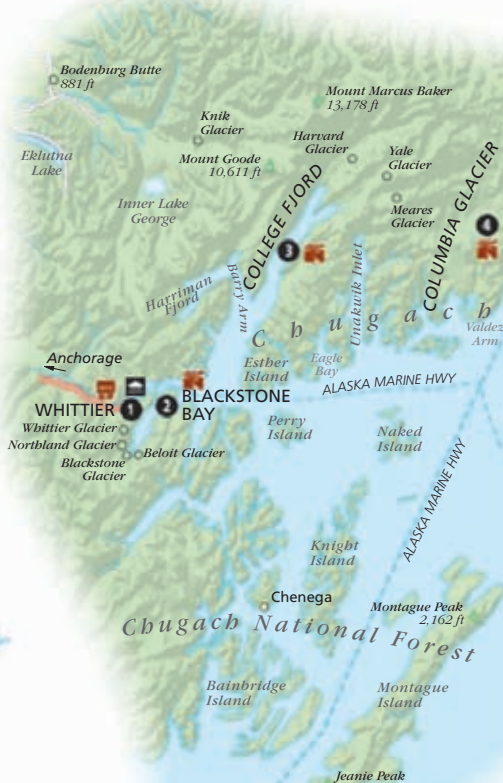 Bodenburg Butte
881 ft
Mount Marcus Baker
13,178 ft
Knik
Glacier
Harvard
Glacier
Eklutna
Lake
Mount Goode
10,611 ft
Yale
Glacier
Inner Lake
George
Meares
Glacier
COLLEGE FJORD
COLUMBIA GLACIER
4
3
Harriman
Fjord
Barry Arm
Unakwik Inlet
Chugach
Valdez
Arm
Anchorage
Esther
Island
Eagle
Bay
ALASKA MARINE HWY
WHITTIER
1
2
BLACKSTONE
BAY
Whittier Glacier
Northland Glacier
Blackstone
Glacier
Beloit Glacier
Perry
Island
Naked
Island
ALASKA MARINE HWY
Knight
Island
Chenega
Montague Peak
2,162 ft
Chugach National Forest
Bainbridge
Island
Montague
Island
Jeanie Peak